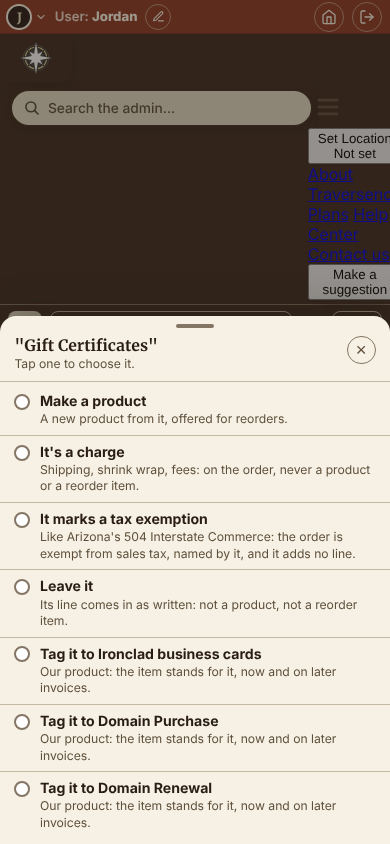 J
User: Jordan
Search the admin...
Set Location
Not set
About
Traversend
Plans Help
Center
Contact us
Make a
suggestion
"Gift Certificates"
Tap one to choose it.
Make a product
A new product from it, offered for reorders.
It's a charge
Shipping, shrink wrap, fees: on the order, never a product
or a reorder item.
It marks a tax exemption
Like Arizona's 504 Interstate Commerce: the order is
exempt from sales tax, named by it, and it adds no line.
Leave it
Its line comes in as written: not a product, not a reorder
item.
Tag it to Ironclad business cards
Our product: the item stands for it, now and on later
invoices.
Tag it to Domain Purchase
Our product: the item stands for it, now and on later
invoices.
Tag it to Domain Renewal
Our product: the item stands for it, now and on later
invoices.